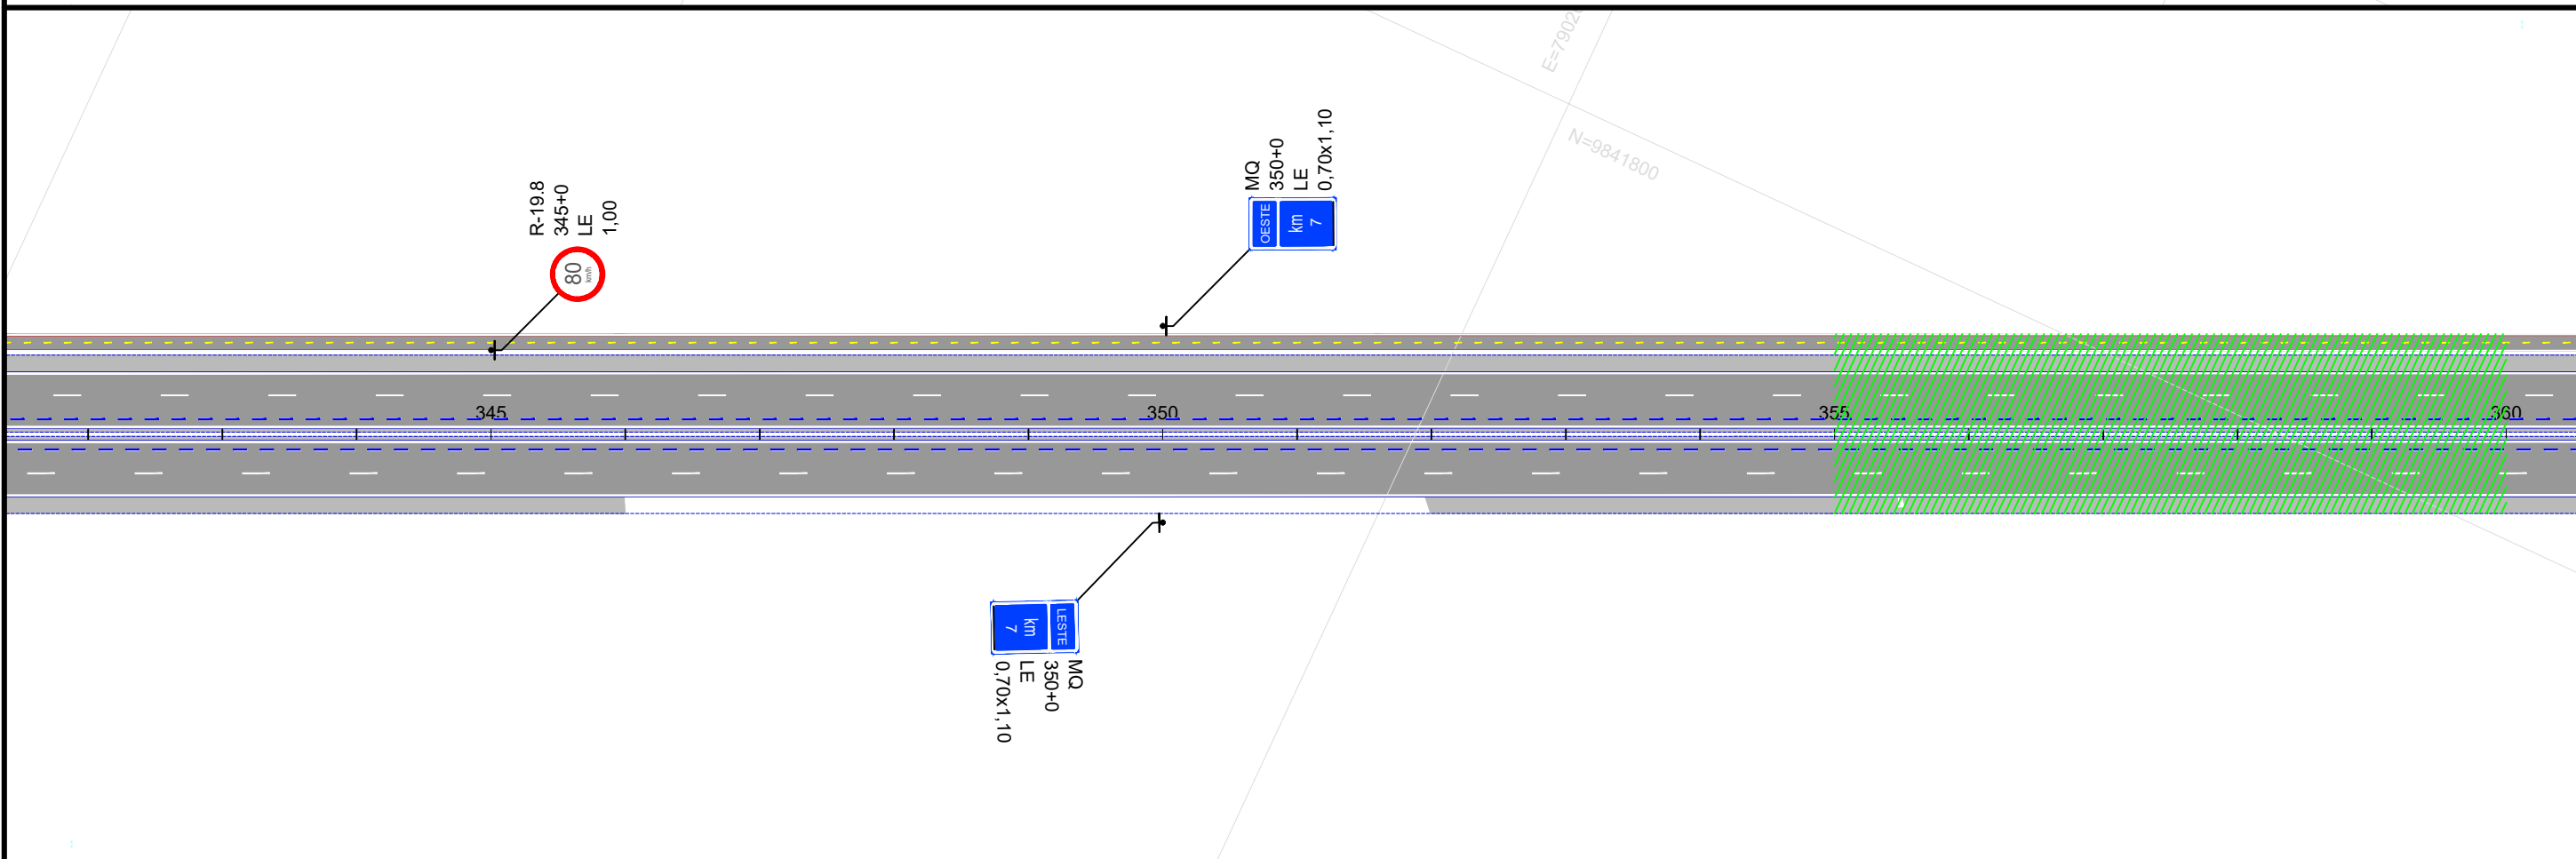 E=7902
N=9841800
MQ
350+0
LE
0,70x1,10
OESTE
km
7
R-19.8
345+0
LE
1,00
80
km/h
345
350
355
360
LESTE
km
7
MQ
350+0
LE
0,70x1,10